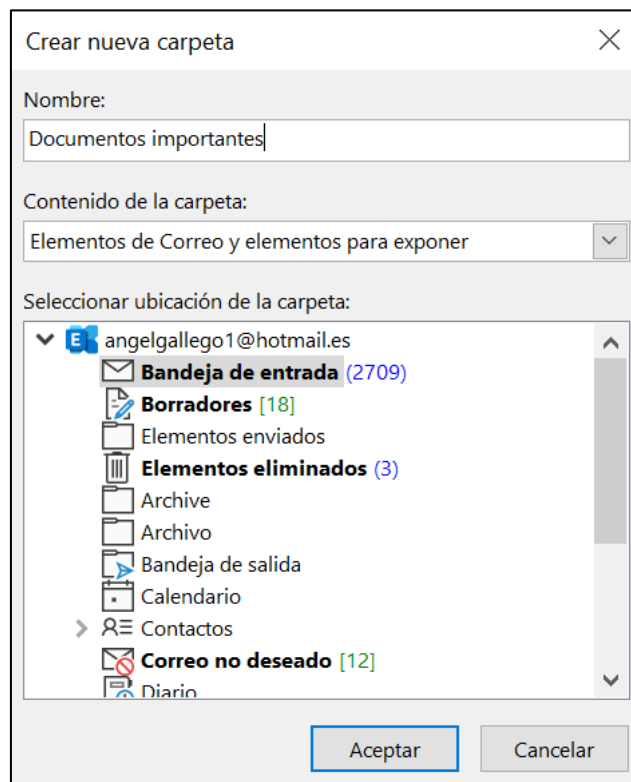 Crear nueva carpeta
Nombre:
Documentos importantes
Contenido de la carpeta:
Elementos de Correo y elementos para exponer
Seleccionar ubicación de la carpeta:
angelgallego1@hotmail.es
Bandeja de entrada (2709)
Borradores [18]
Elementos enviados
Elementos eliminados (3)
Archive
Archivo
Bandeja de salida
Calendario
Contactos
Correo no deseado [12]
Diario
Aceptar Cancelar